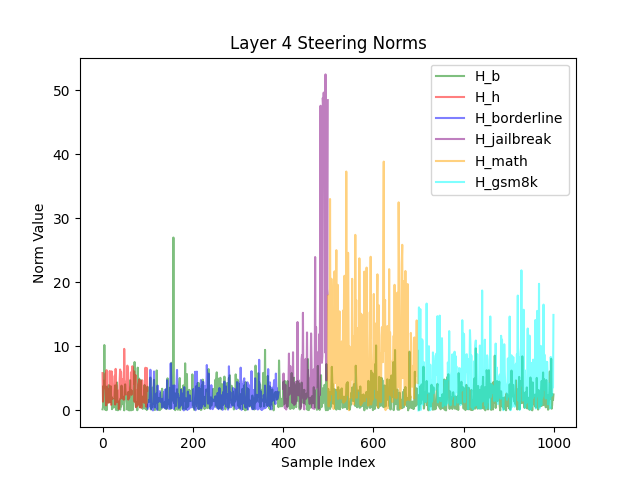 Layer 4 Steering Norms
Norm Value
50
40
30
20
10
0
H_b
H_h
H_borderline
H_jailbreak
H_math
H_gsm8k
0 200 400 600 800 1000
Sample Index